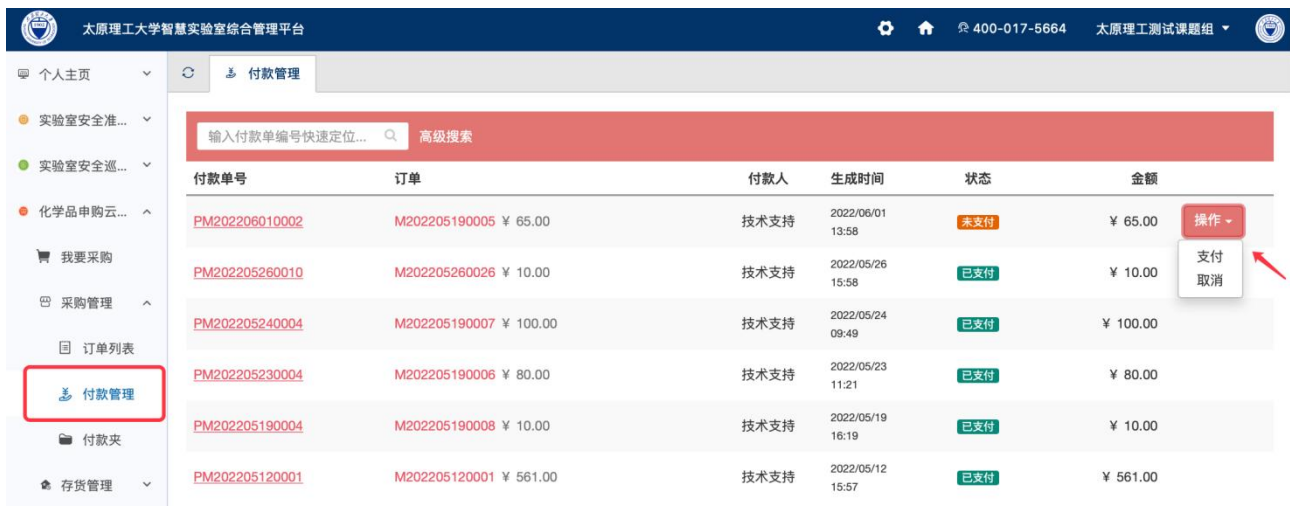 太原理工大学智慧实验室综合管理平台
400-017-5664
太原理工测试课题组
个人主页
付款管理
实验室安全准...
实验室安全巡...
化学品申购云...
我要采购
采购管理
订单列表
付款管理
付款夹
存货管理
输入付款单编号快速定位...
高级搜索
付款单号 订单 付款人 生成时间 状态 金额
PM202206010002 M202205190005 ¥ 65.00 技术支持 2022/06/01 13:58 未支付 ¥ 65.00 操作
支付
取消
PM202205260010 M202205260026 ¥ 10.00 技术支持 2022/05/26 15:58 已支付 ¥ 10.00
PM202205240004 M202205190007 ¥ 100.00 技术支持 2022/05/24 09:49 已支付 ¥ 100.00
PM202205230004 M202205190006 ¥ 80.00 技术支持 2022/05/23 11:21 已支付 ¥ 80.00
PM202205190004 M202205190008 ¥ 10.00 技术支持 2022/05/19 16:19 已支付 ¥ 10.00
PM202205120001 M202205120001 ¥ 561.00 技术支持 2022/05/12 15:57 已支付 ¥ 561.00